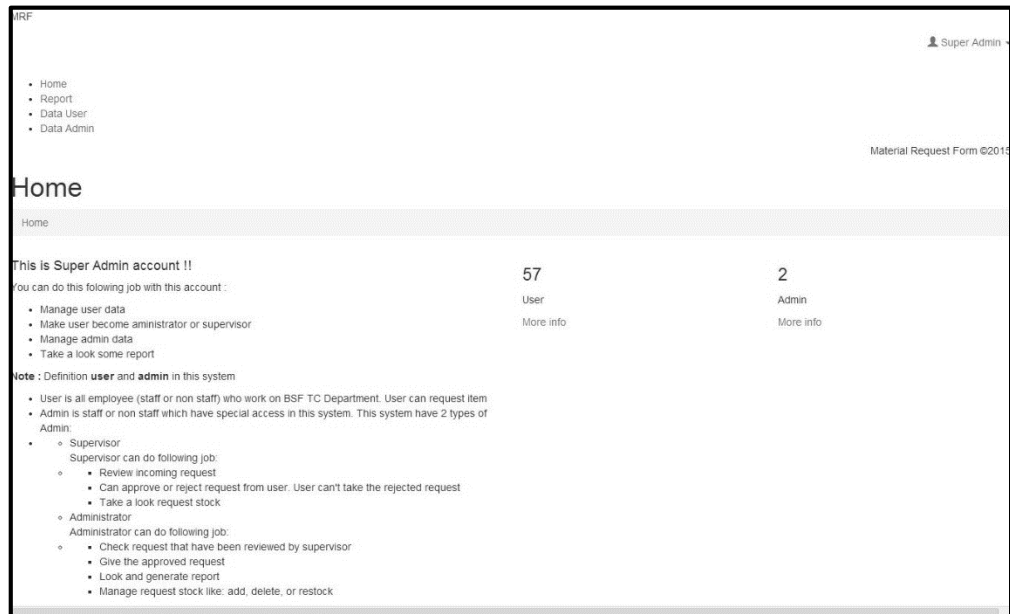 MRF
Super Admin
Home
Report
Data User
Data Admin
Material Request Form ©2015
Home
Home
This is Super Admin account !!
You can do this folowing job with this account :
Manage user data
Make user become aministrator or supervisor
Manage admin data
Take a look some report
Note : Definition user and admin in this system
User is all employee (staff or non staff) who work on BSF TC Department. User can request item
Admin is staff or non staff which have special access in this system. This system have 2 types of
Admin:
Supervisor
Supervisor can do following job:
Review incoming request
Can approve or reject request from user. User can't take the rejected request
Take a look request stock
Administrator
Administrator can do following job:
Check request that have been reviewed by supervisor
Give the approved request
Look and generate report
Manage request stock like: add, delete, or restock
57
User
More info
2
Admin
More info